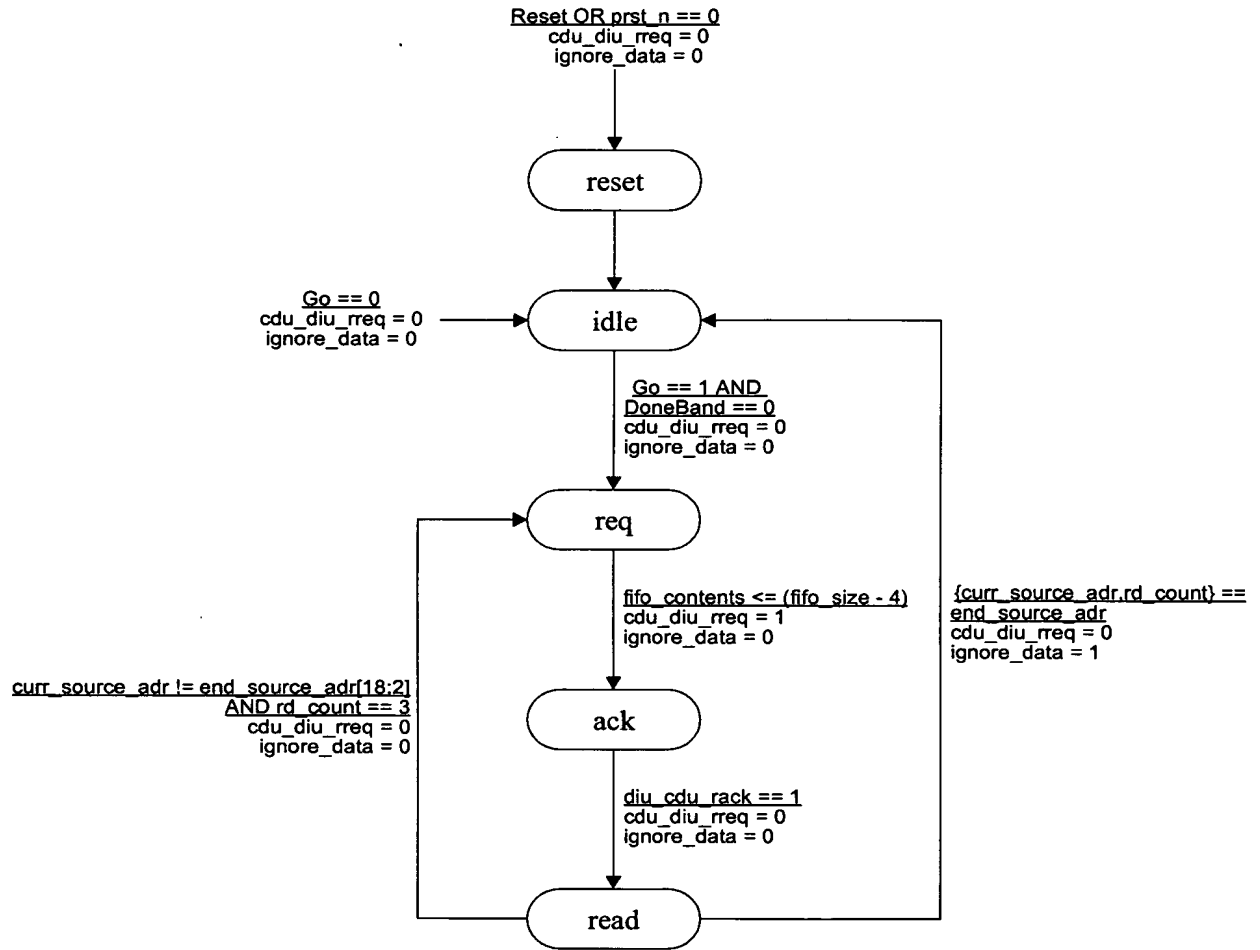 Reset OR prst_n == 0
cdu_diu_rreq = 0
ignore_data = 0
reset
Go == 0
cdu_diu_rreq = 0
ignore_data = 0
idle
Go == 1 AND
DoneBand == 0
cdu_diu_rreq = 0
ignore_data = 0
req
fifo_contents <= (fifo_size - 4)
cdu_diu_rreq = 1
ignore_data = 0
{curr_source_adr,rd_count} ==
end_source_adr
cdu_diu_rreq = 0
ignore_data = 1
curr_source_adr != end_source_adr[18:2]
AND rd_count == 3
cdu_diu_rreq = 0
ignore_data = 0
ack
diu_cdu_rack == 1
cdu_diu_rreq = 0
ignore_data = 0
read